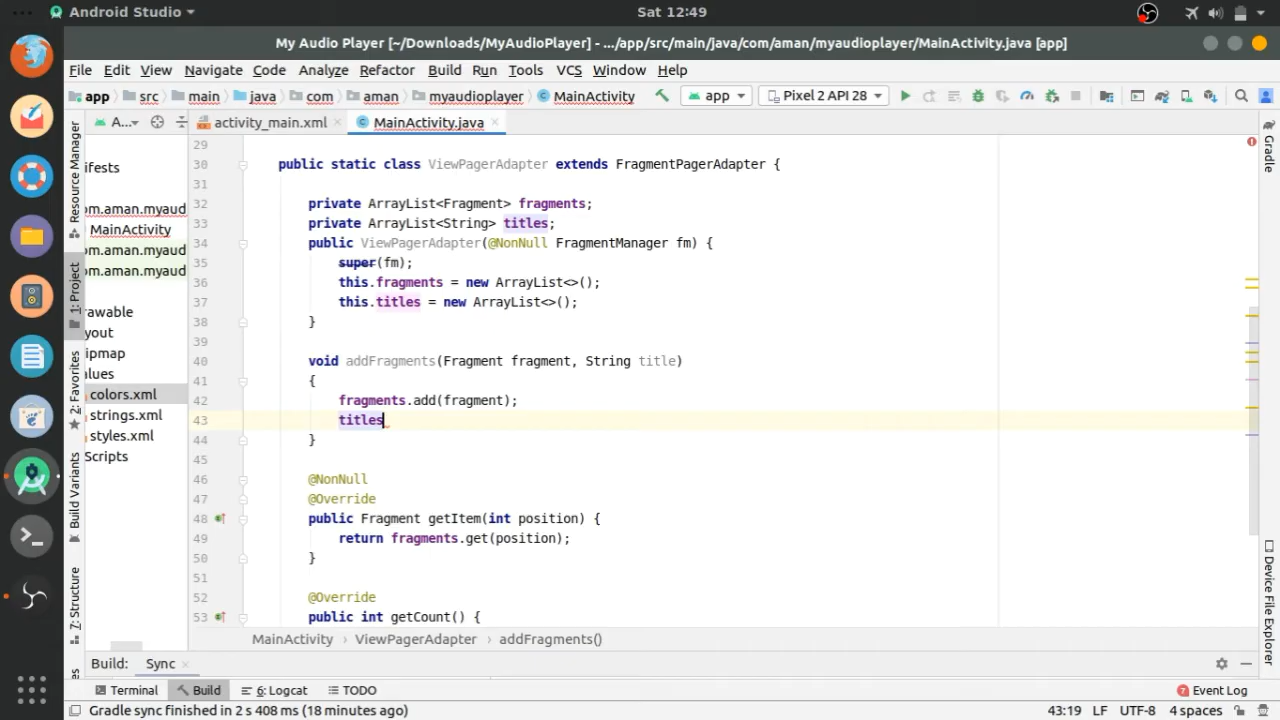 Android Studio
Sat 12:49
My Audio Player [~/Downloads/MyAudioPlayer] - .../app/src/main/java/com/aman/myaudioplayer/MainActivity.java [app]
File Edit View Navigate Code Analyze Refactor Build Run Tools VCS Window Help
app src main java com aman myaudioplayer MainActivity app Pixel 2 API 28
A... activity_main.xml MainActivity.java
Resource Manager
1: Project
2: Favorites
Build Variants
7: Structure
anifests
om.aman.myaud
MainActivity
om.aman.myaud
om.aman.myaud
rawable
yout
ipmap
alues
colors.xml
strings.xml
styles.xml
Scripts
29
30 public static class ViewPagerAdapter extends FragmentPagerAdapter {
31
32 private ArrayList<Fragment> fragments;
33 private ArrayList<String> titles;
34 public ViewPagerAdapter(@NonNull FragmentManager fm) {
35 super(fm);
36 this.fragments = new ArrayList<>();
37 this.titles = new ArrayList<>();
38 }
39
40 void addFragments(Fragment fragment, String title)
41 {
42 fragments.add(fragment);
43 titles
44 }
45
46 @NonNull
47 @Override
48 public Fragment getItem(int position) {
49 return fragments.get(position);
50 }
51
52 @Override
53 public int getCount() {
MainActivity › ViewPagerAdapter › addFragments()
Gradle
Device File Explorer
Build: Sync
Terminal Build 6: Logcat TODO 7 Event Log
Gradle sync finished in 2 s 408 ms (18 minutes ago) 43:19 LF UTF-8 4 spaces